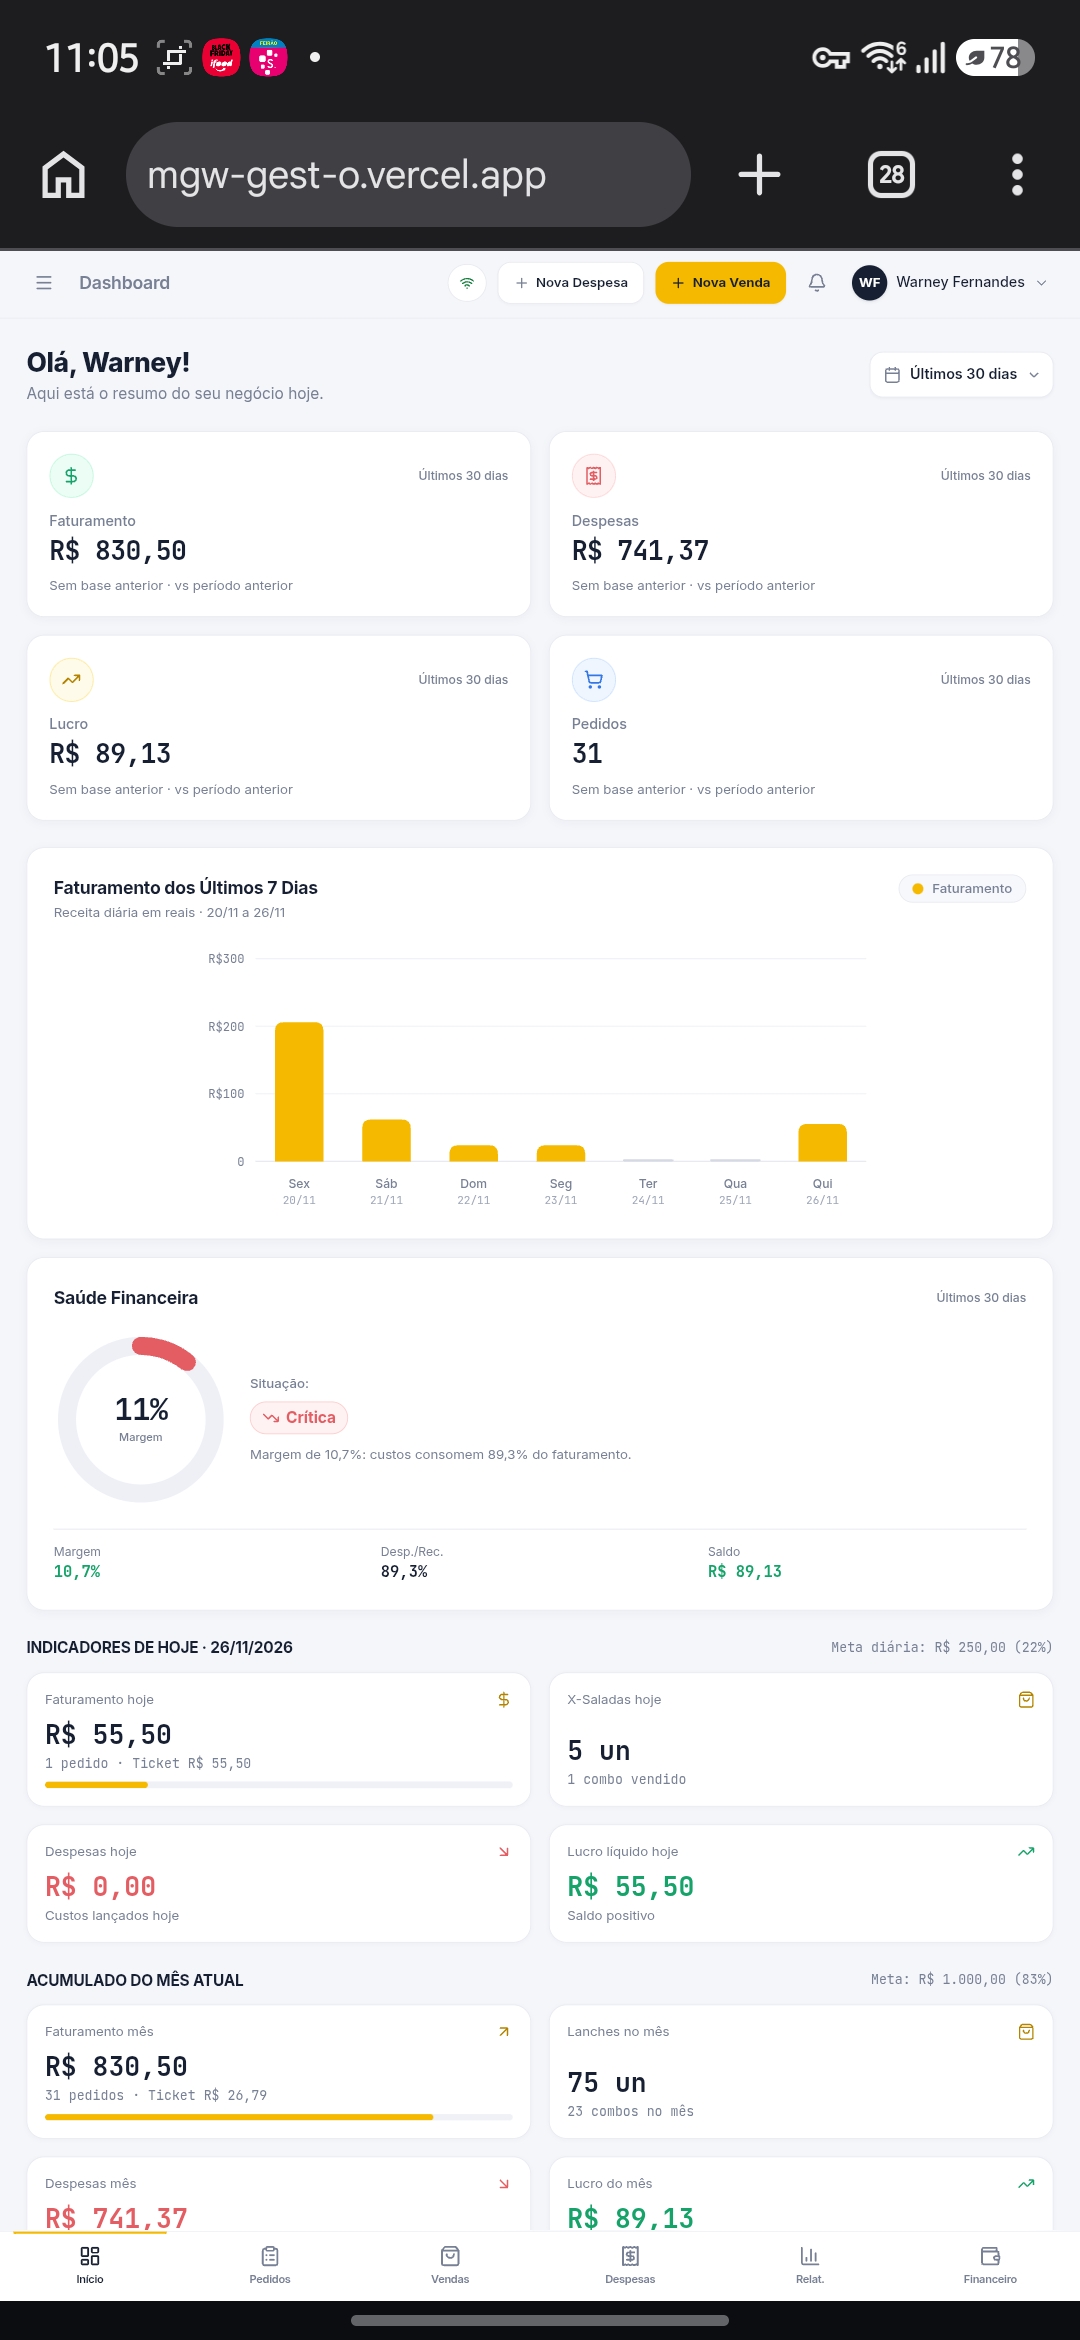 11:05
BLACK FRIDAY
ifood
FEIRÃO
S.
6
78
mgw-gest-o.vercel.app
28
Dashboard
Nova Despesa
Nova Venda
WF
Warney Fernandes
Olá, Warney!
Aqui está o resumo do seu negócio hoje.
Últimos 30 dias
Últimos 30 dias
Faturamento
R$ 830,50
Sem base anterior · vs período anterior
Últimos 30 dias
Despesas
R$ 741,37
Sem base anterior · vs período anterior
Últimos 30 dias
Lucro
R$ 89,13
Sem base anterior · vs período anterior
Últimos 30 dias
Pedidos
31
Sem base anterior · vs período anterior
Faturamento dos Últimos 7 Dias
Receita diária em reais · 20/11 a 26/11
Faturamento
R$300
R$200
R$100
0
Sex Sáb Dom Seg Ter Qua Qui
20/11 21/11 22/11 23/11 24/11 25/11 26/11
Saúde Financeira
Últimos 30 dias
11%
Margem
Situação:
Crítica
Margem de 10,7%: custos consomem 89,3% do faturamento.
Margem
10,7%
Desp./Rec.
89,3%
Saldo
R$ 89,13
INDICADORES DE HOJE · 26/11/2026
Meta diária: R$ 250,00 (22%)
Faturamento hoje
R$ 55,50
1 pedido · Ticket R$ 55,50
X-Saladas hoje
5 un
1 combo vendido
Despesas hoje
R$ 0,00
Custos lançados hoje
Lucro líquido hoje
R$ 55,50
Saldo positivo
ACUMULADO DO MÊS ATUAL
Meta: R$ 1.000,00 (83%)
Faturamento mês
R$ 830,50
31 pedidos · Ticket R$ 26,79
Lanches no mês
75 un
23 combos no mês
Despesas mês
R$ 741,37
Lucro do mês
R$ 89,13
Início
Pedidos
Vendas
Despesas
Relat.
Financeiro